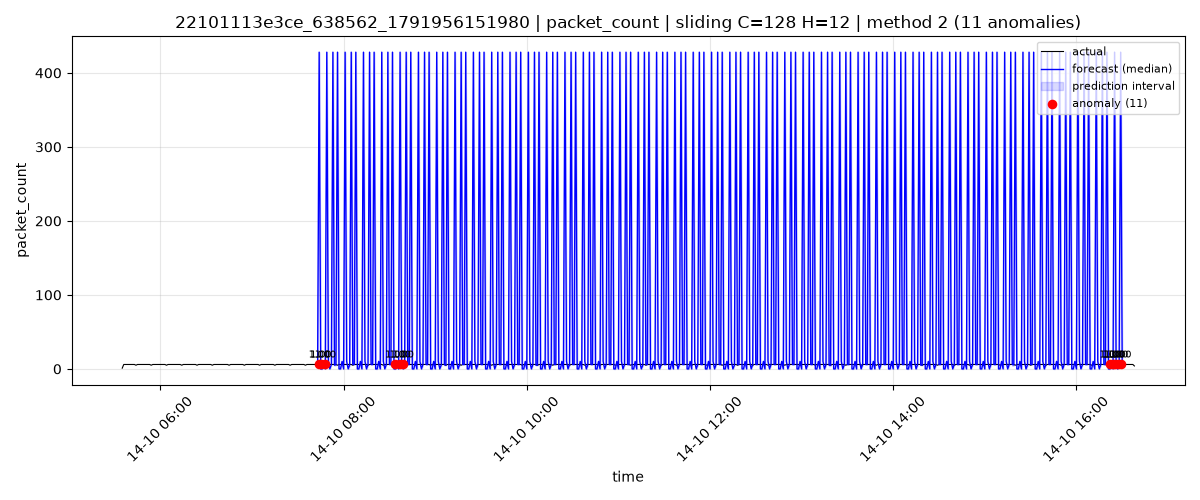 22101113e3ce_638562_1791956151980 | packet_count | sliding C=128 H=12 | method 2 (11 anomalies)
actual
forecast (median)
prediction interval
anomaly (11)
packet_count
400
300
200
100
0
14-10 06:00
14-10 08:00
14-10 10:00
14-10 12:00
14-10 14:00
14-10 16:00
time